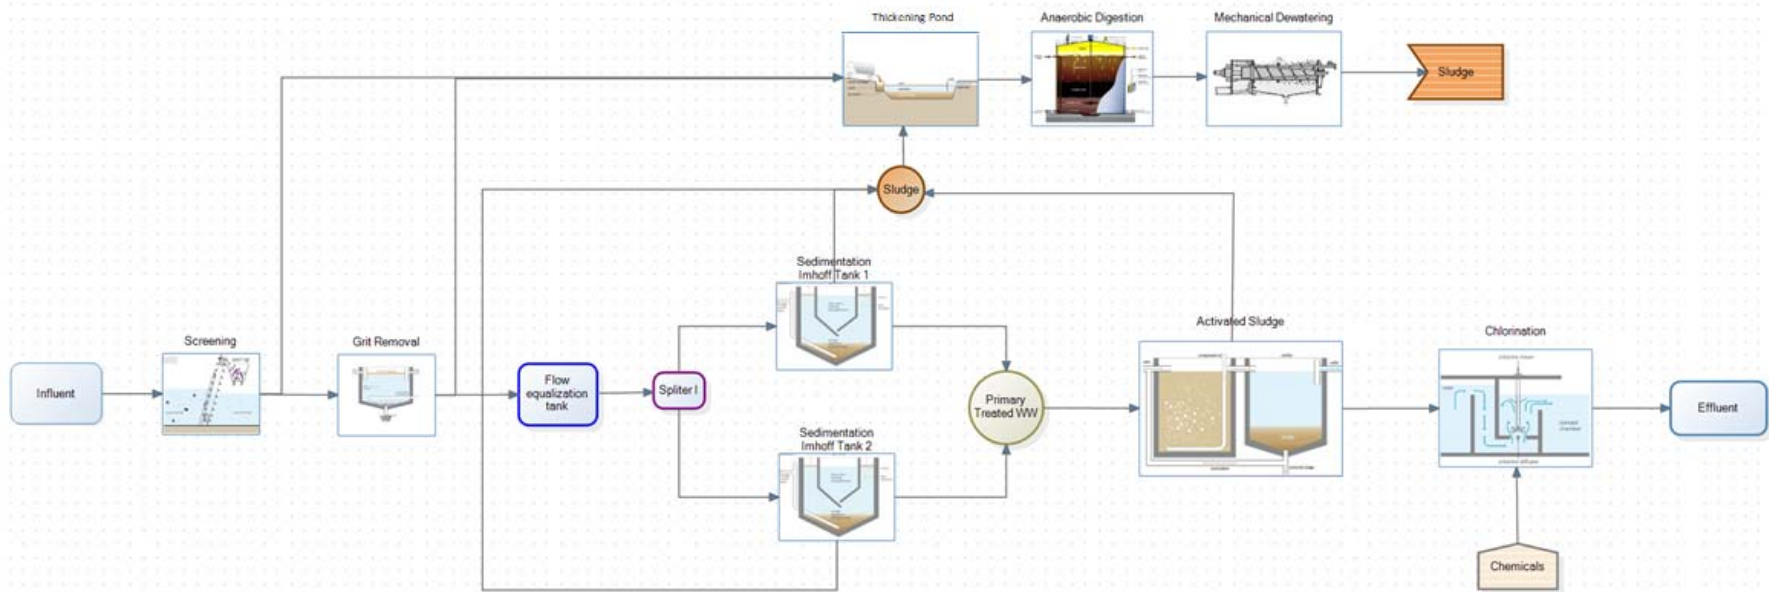 Thickening Pond
Anaerobic Digestion
Mechanical Dewatering
Sludge
Sludge
Sedimentation
Imhoff Tank 1
Screening
Grit Removal
Activated Sludge
Chlorination
Influent
Flow
equalization
tank
Spliter I
Primary
Treated WW
Effluent
Sedimentation
Imhoff Tank 2
Chemicals